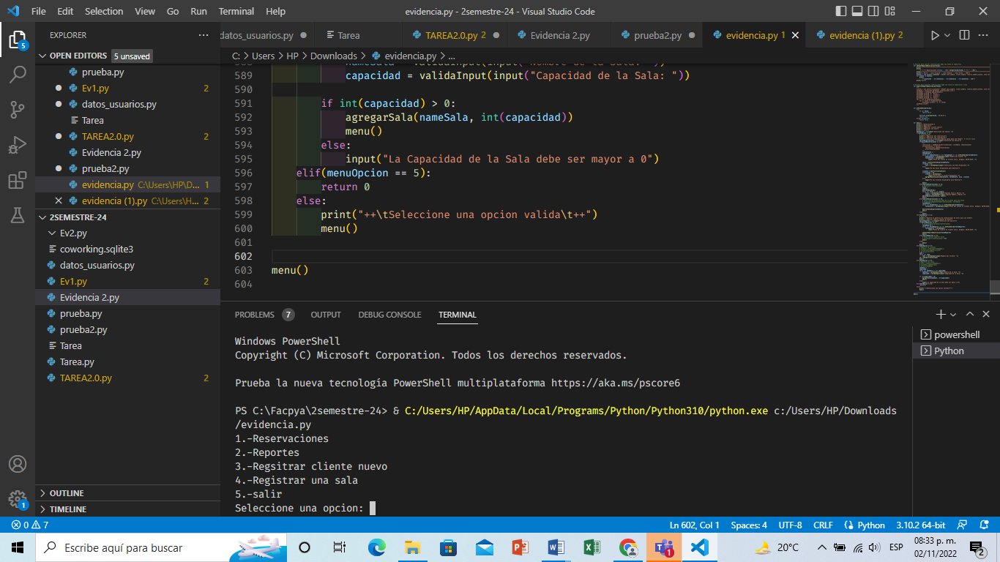 File Edit Selection View Go Run Terminal Help
evidencia.py - 2semestre-24 - Visual Studio Code
EXPLORER
OPEN EDITORS 5 unsaved
prueba.py
Ev1.py 2
datos_usuarios.py
Tarea
TAREA2.0.py 2
Evidencia 2.py
prueba2.py
evidencia.py C:\Users\HP\D... 1
evidencia (1).py C:\Users\H... 2
2SEMESTRE-24
Ev2.py
coworking.sqlite3
datos_usuarios.py
Ev1.py 2
Evidencia 2.py
prueba.py
prueba2.py
Tarea
Tarea.py
TAREA2.0.py 2
OUTLINE
TIMELINE
5
1
datos_usuarios.py Tarea TAREA2.0.py 2 Evidencia 2.py prueba2.py evidencia.py 1 evidencia (1).py 2
C: > Users > HP > Downloads > evidencia.py > ...
588 nameSala = validaInput(input("Nombre de la Sala: "))
589 capacidad = validaInput(input("Capacidad de la Sala: "))
590
591 if int(capacidad) > 0:
592 agregarSala(nameSala, int(capacidad))
593 menu()
594 else:
595 input("La Capacidad de la Sala debe ser mayor a 0")
596 elif(menuOpcion == 5):
597 return 0
598 else:
599 print("++\tSeleccione una opcion valida\t++")
600 menu()
601
602
603 menu()
604
PROBLEMS 7 OUTPUT DEBUG CONSOLE TERMINAL
powershell
Python
Windows PowerShell
Copyright (C) Microsoft Corporation. Todos los derechos reservados.
Prueba la nueva tecnología PowerShell multiplataforma https://aka.ms/pscore6
PS C:\Facpya\2semestre-24> & C:/Users/HP/AppData/Local/Programs/Python/Python310/python.exe c:/Users/HP/Downloads
/evidencia.py
1.-Reservaciones
2.-Reportes
3.-Regsitrar cliente nuevo
4.-Registrar una sala
5.-salir
Seleccione una opcion:
0 7 Ln 602, Col 1 Spaces: 4 UTF-8 CRLF Python 3.10.2 64-bit
Escribe aquí para buscar
1
20°C
ESP
08:33 p. m.
02/11/2022
2